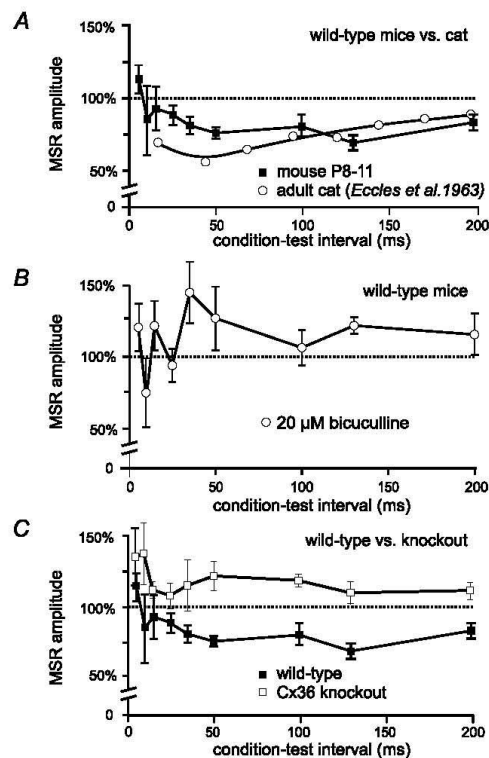 A
wild-type mice vs. cat
150%
100%
50%
0
MSR amplitude
mouse P8-11
adult cat (Eccles et al.1963)
0 50 100 150 200
condition-test interval (ms)
B
wild-type mice
150%
100%
50%
0
MSR amplitude
20 µM bicuculline
0 50 100 150 200
condition-test interval (ms)
C
wild-type vs. knockout
150%
100%
50%
0
MSR amplitude
wild-type
Cx36 knockout
0 50 100 150 200
condition-test interval (ms)